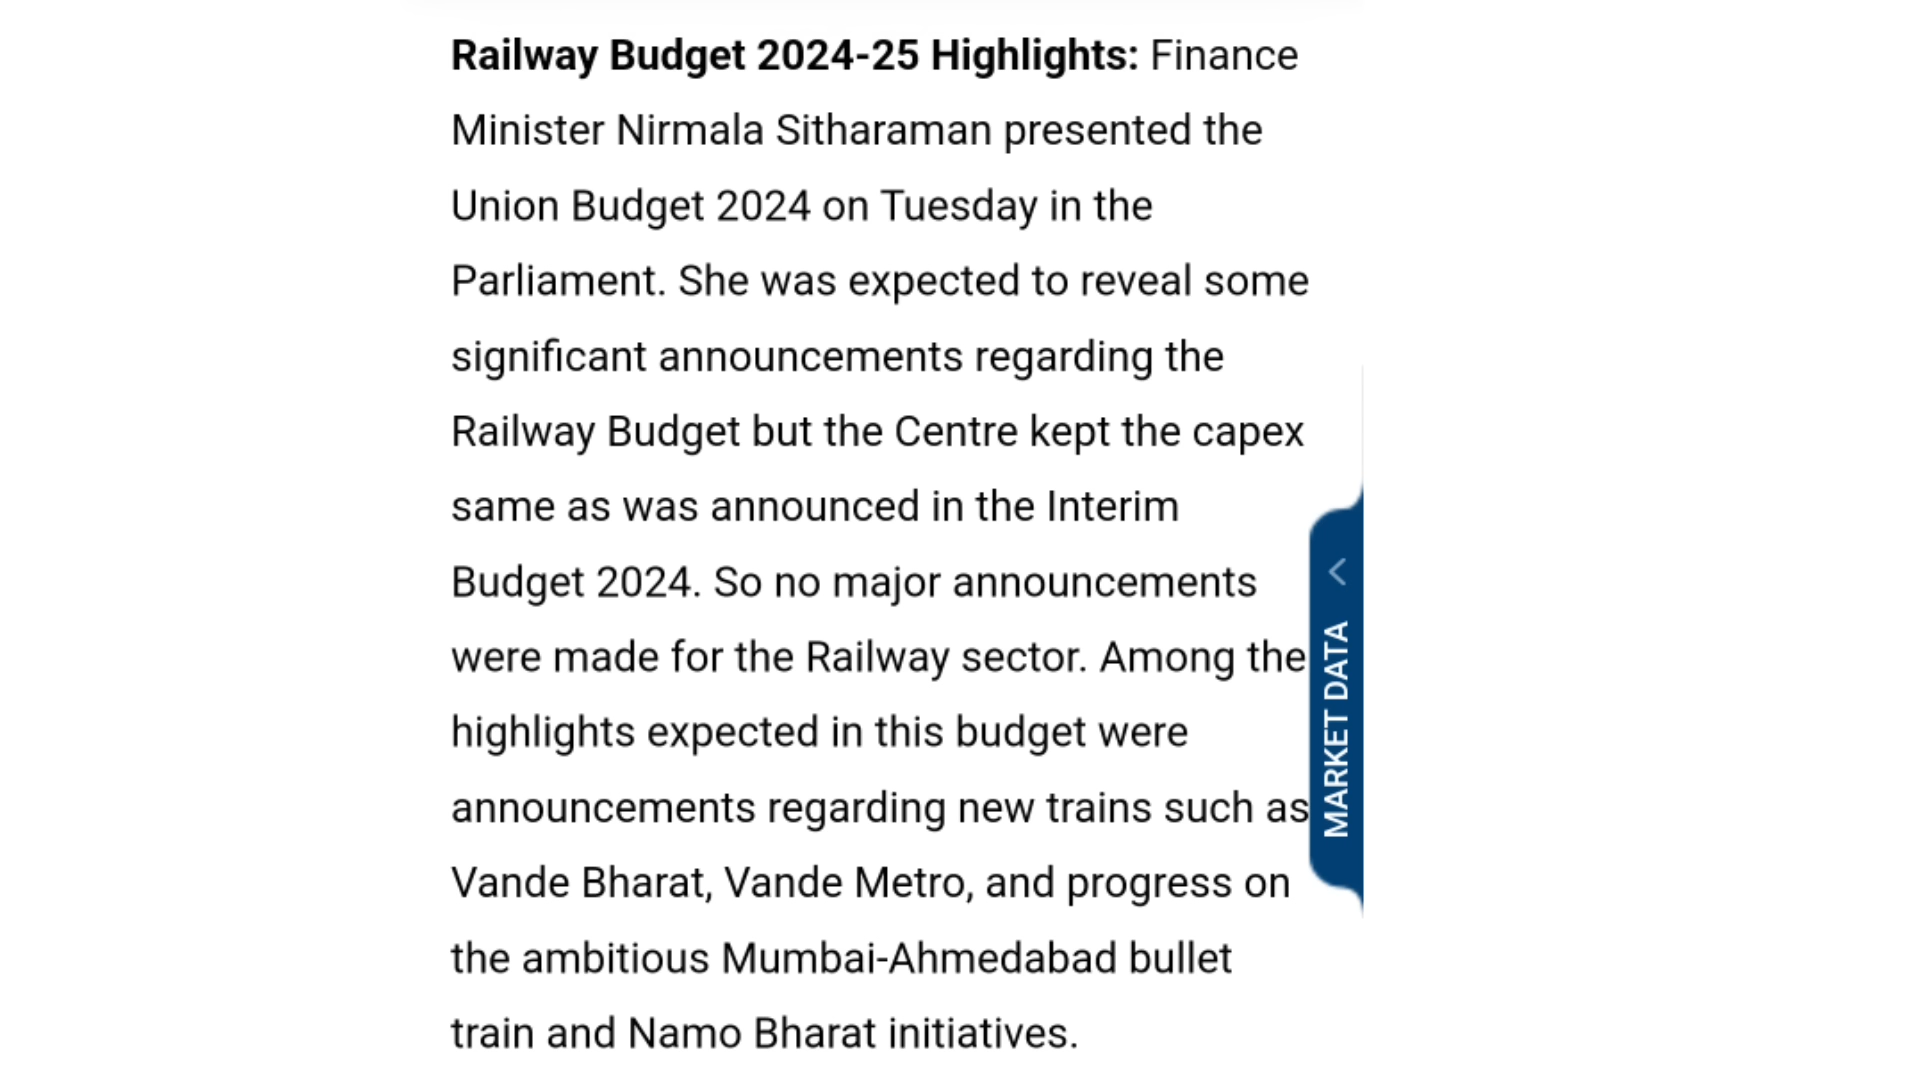 Railway Budget 2024-25 Highlights: Finance
Minister Nirmala Sitharaman presented the
Union Budget 2024 on Tuesday in the
Parliament. She was expected to reveal some
significant announcements regarding the
Railway Budget but the Centre kept the capex
same as was announced in the Interim
Budget 2024. So no major announcements
were made for the Railway sector. Among the
highlights expected in this budget were
announcements regarding new trains such as
Vande Bharat, Vande Metro, and progress on
the ambitious Mumbai-Ahmedabad bullet
train and Namo Bharat initiatives.
MARKET DATA